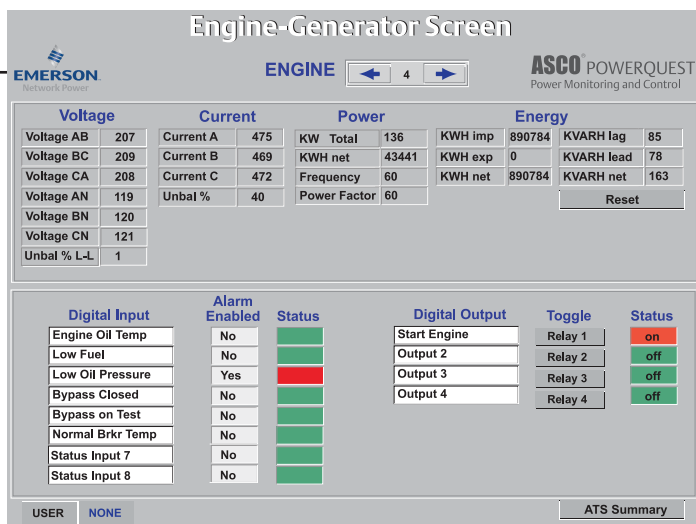 Engine-Generator Screen
EMERSON.
Network Power
ENGINE 4
ASCO® POWERQUEST
Power Monitoring and Control
Voltage Current Power Energy
Voltage AB 207 Current A 475 KW Total 136 KWH imp 890784 KVARH lag 85
Voltage BC 209 Current B 469 KWH net 43441 KWH exp 0 KVARH lead 78
Voltage CA 208 Current C 472 Frequency 60 KWH net 890784 KVARH net 163
Voltage AN 119 Unbal % 40 Power Factor 60 Reset
Voltage BN 120
Voltage CN 121
Unbal % L-L 1
Digital Input Alarm Enabled Status Digital Output Toggle Status
Engine Oil Temp No Start Engine Relay 1 on
Low Fuel No Output 2 Relay 2 off
Low Oil Pressure Yes Output 3 Relay 3 off
Bypass Closed No Output 4 Relay 4 off
Bypass on Test No
Normal Brkr Temp No
Status Input 7 No
Status Input 8 No
USER NONE ATS Summary